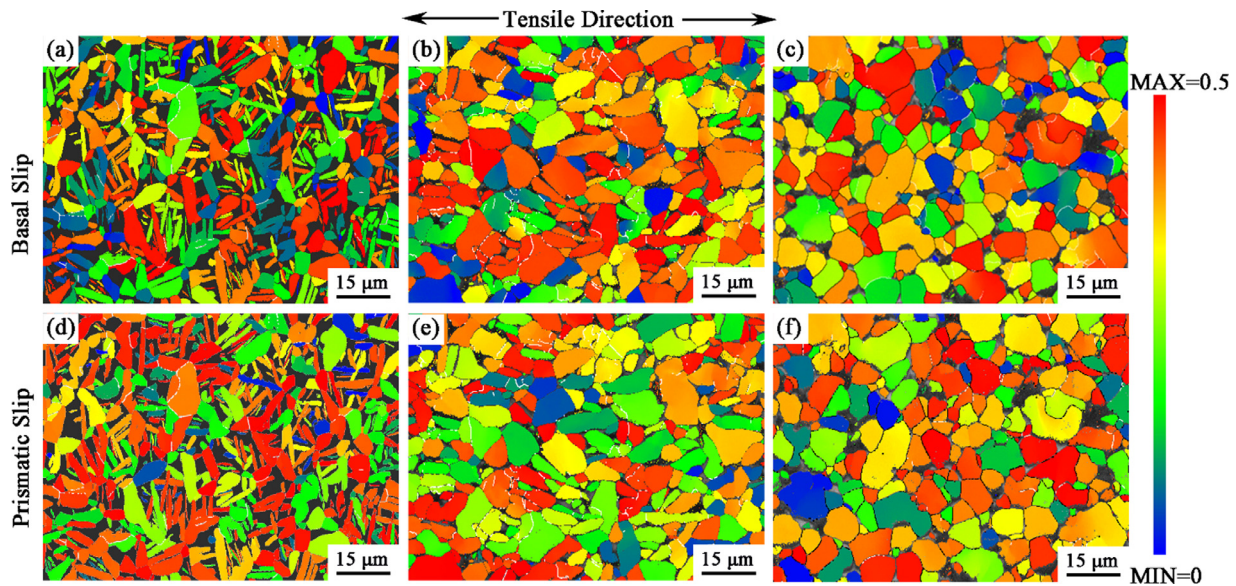 Tensile Direction
(a)
(b)
(c)
MAX=0.5
Basal Slip
15 μm
15 μm
15 μm
(d)
(e)
(f)
Prismatic Slip
15 μm
15 μm
15 μm
MIN=0